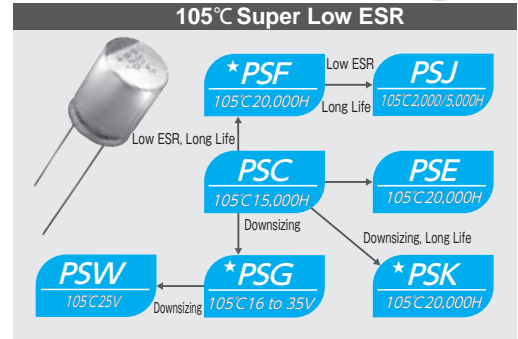 105℃ Super Low ESR
★PSF
105℃20,000H
Low ESR
Long Life
PSJ
105℃2,000/5,000H
Low ESR, Long Life
PSC
105℃15,000H
PSE
105℃20,000H
Downsizing
Downsizing, Long Life
PSW
105℃25V
Downsizing
★PSG
105℃16 to 35V
★PSK
105℃20,000H